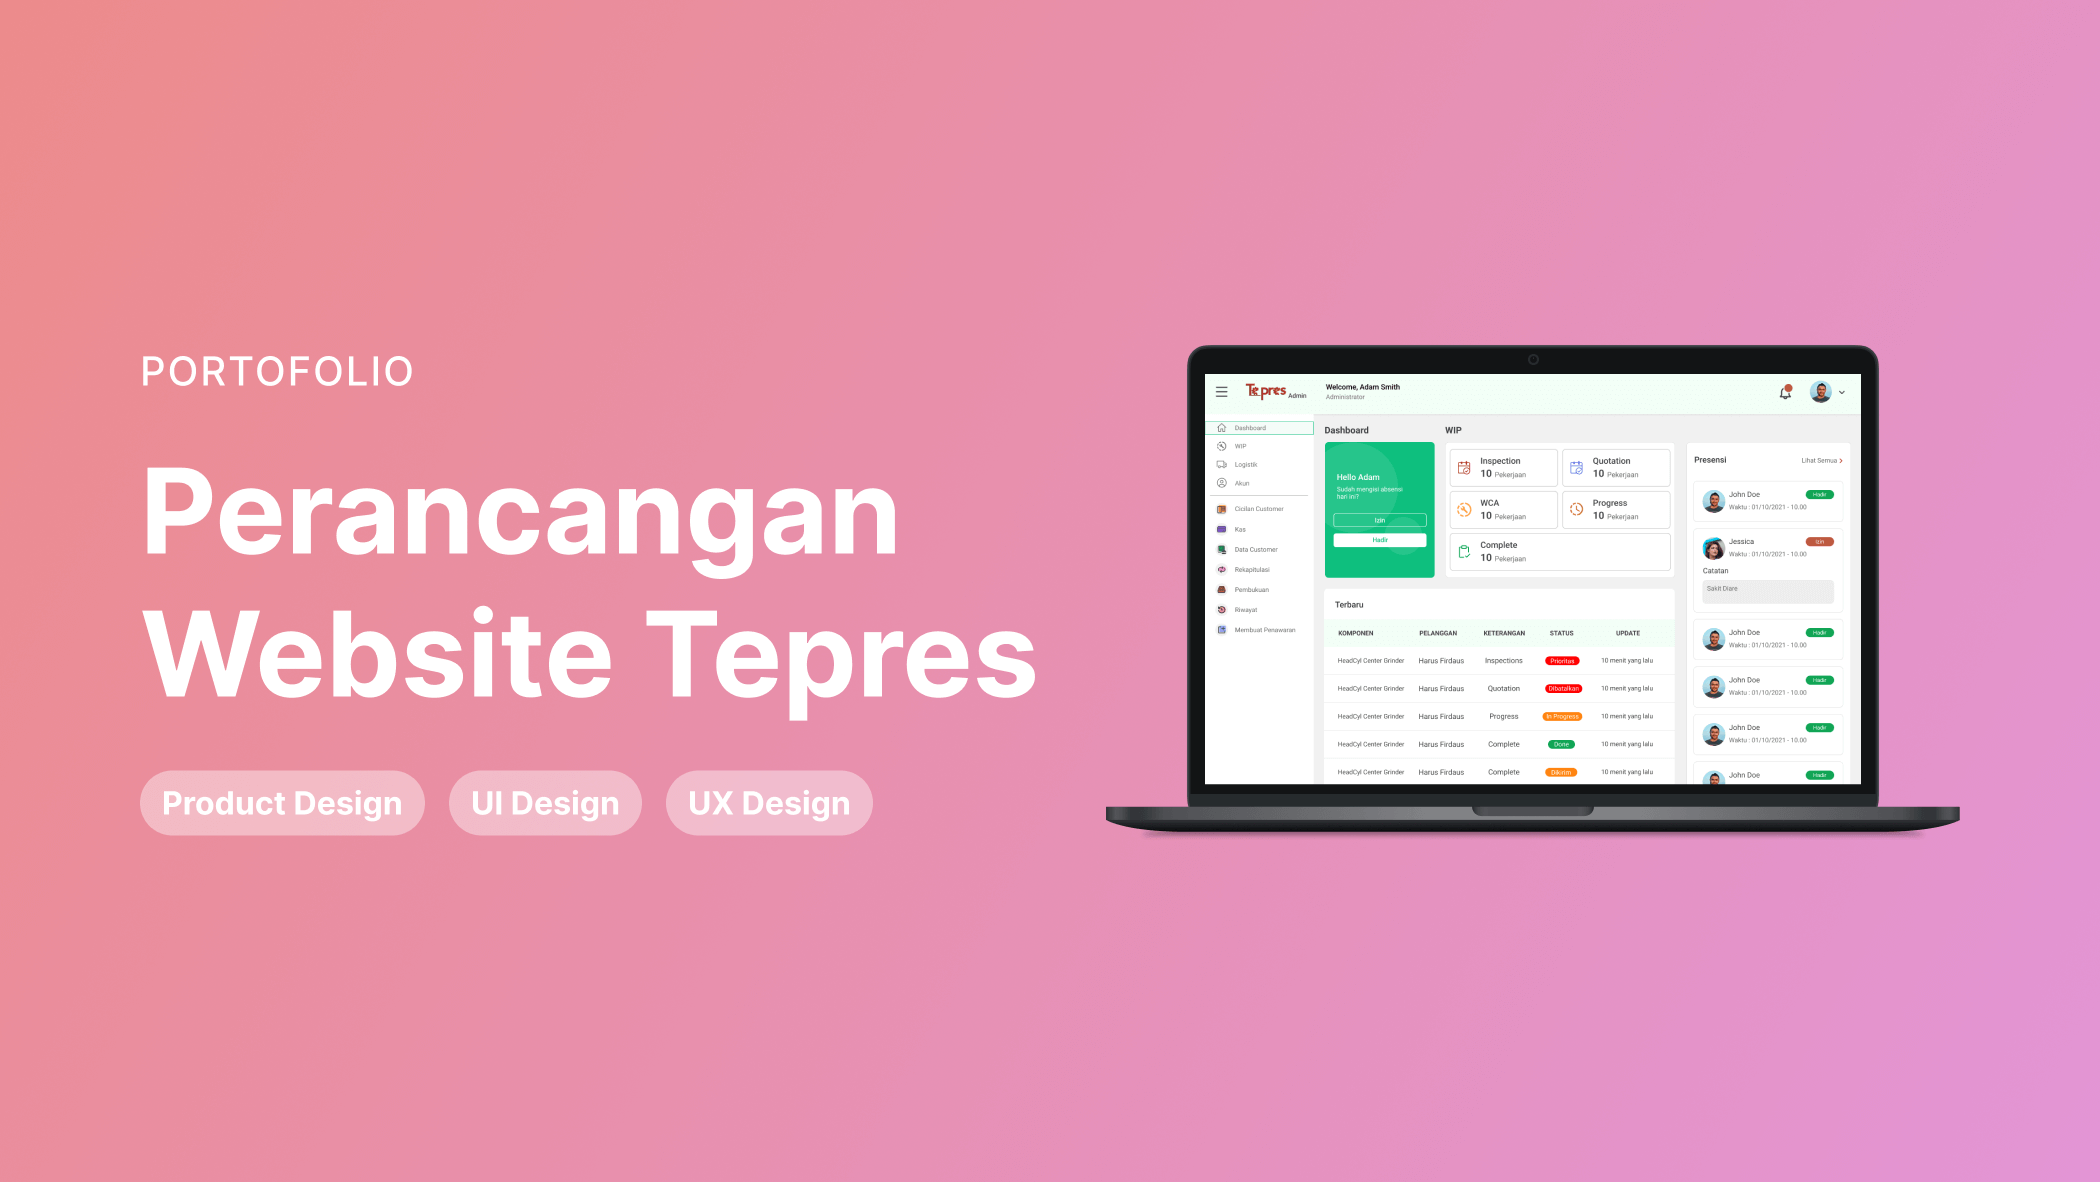 PORTOFOLIO
Perancangan
Website Tepres
Product Design
UI Design
UX Design
Tepres Admin
Welcome, Adam Smith
Administrator
Dashboard
WIP
Logistik
Akun
Cicilan Customer
Kas
Data Customer
Rekapitulasi
Pembukuan
Riwayat
Membuat Penawaran
Dashboard
Hello Adam
Sudah mengisi absensi
hari ini?
Izin
Hadir
WIP
Inspection
10 Pekerjaan
Quotation
10 Pekerjaan
WCA
10 Pekerjaan
Progress
10 Pekerjaan
Complete
10 Pekerjaan
Terbaru
KOMPONEN PELANGGAN KETERANGAN STATUS UPDATE
HeadCyl Center Grinder Harus Firdaus Inspections Prioritas 10 menit yang lalu
HeadCyl Center Grinder Harus Firdaus Quotation Dibatalkan 10 menit yang lalu
HeadCyl Center Grinder Harus Firdaus Progress In Progress 10 menit yang lalu
HeadCyl Center Grinder Harus Firdaus Complete Done 10 menit yang lalu
HeadCyl Center Grinder Harus Firdaus Complete Dikirim 10 menit yang lalu
Presensi Lihat Semua
John Doe Hadir
Waktu : 01/10/2021 - 10.00
Jessica Izin
Waktu : 01/10/2021 - 10.00
Catatan
Sakit Diare
John Doe Hadir
Waktu : 01/10/2021 - 10.00
John Doe Hadir
Waktu : 01/10/2021 - 10.00
John Doe Hadir
Waktu : 01/10/2021 - 10.00
John Doe Hadir